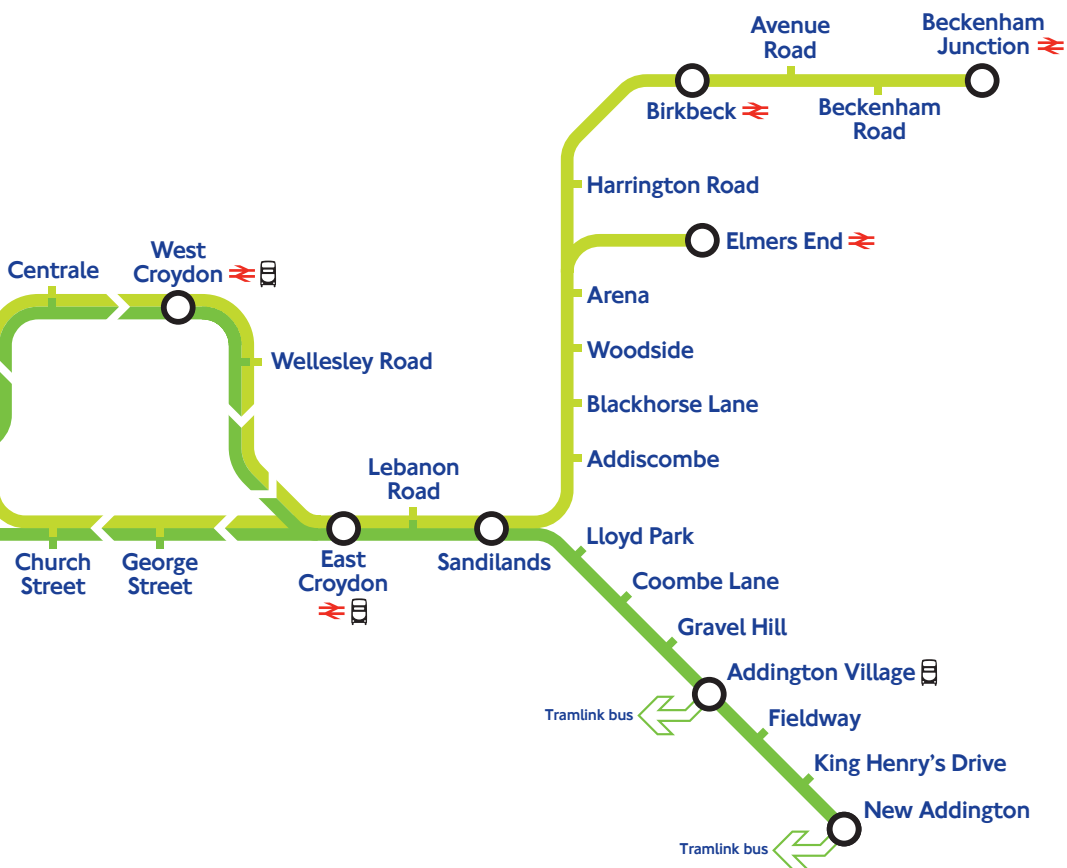 Avenue
Road
Beckenham
Junction
Birkbeck
Beckenham
Road
Harrington Road
Elmers End
West
Croydon
Centrale
Arena
Woodside
Wellesley Road
Blackhorse Lane
Addiscombe
Lebanon
Road
Church
Street
George
Street
East
Croydon
Sandilands
Lloyd Park
Coombe Lane
Gravel Hill
Addington Village
Tramlink bus
Fieldway
King Henry's Drive
New Addington
Tramlink bus